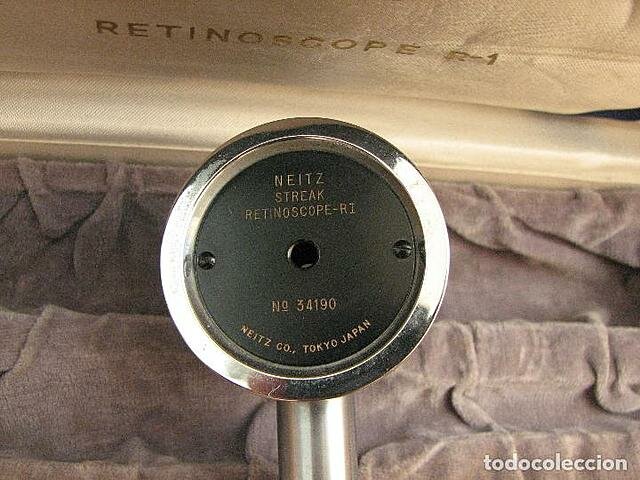 RETINOSCOPE R-1
NEITZ
STREAK
RETINOSCOPE-RI
Nº 34190
NEITZ CO., TOKYO JAPAN
todocoleccion